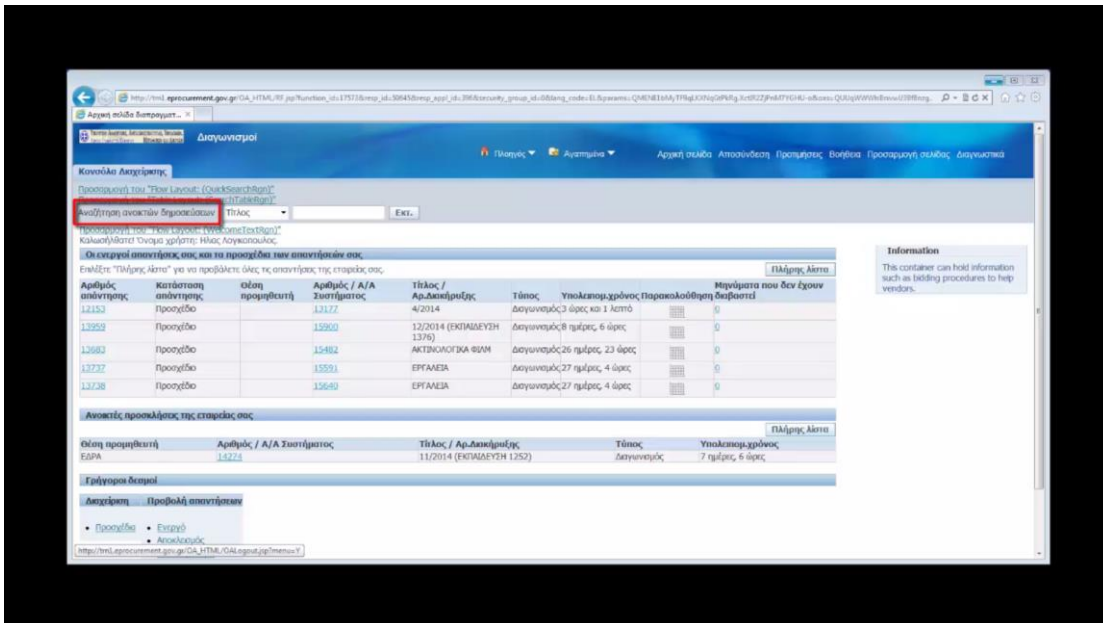 Αρχική σελίδα διαπραγματ...
Διαγωνισμοί
Πλοηγός Αγαπημένα Αρχική σελίδα Αποσύνδεση Προτιμήσεις Βοήθεια Προσαρμογή σελίδας Διαγνωστικά
Κονσόλα Διαχείρισης
Προσαρμογή του "Flow Layout: (QuickSearchRgn)"
Αναζήτηση ανοικτών δημοσεύσεων Τίτλος Εκτ.
Προσαρμογή του "Flow Layout: (WelcomeTextRgn)"
Καλωσήλθατε! Όνομα χρήστη: Ηλίας Λογικοπουλος.
Οι ενεργοί απαντήσεις σας και τα προσχέδια των απαντήσεών σας
Επιλέξτε "Πλήρης λίστα" για να προβάλετε όλες τις απαντήσεις της εταιρείας σας. Πλήρης λίστα
Αριθμός απάντησης Κατάσταση απάντησης Θέση προμηθευτή Αριθμός / Α/Α Συστήματος Τίτλος / Αρ.Διακήρυξης Τύπος Υπολειπομ.χρόνος Παρακολούθηση Μηνύματα που δεν έχουν διαβαστεί
12153 Προσχέδιο 13177 4/2014 Διαγωνισμός 3 ώρες και 1 λεπτό 0
13959 Προσχέδιο 15900 12/2014 (ΕΚΠΑΙΔΕΥΣΗ 1376) Διαγωνισμός 8 ημέρες, 6 ώρες 0
13683 Προσχέδιο 15482 ΑΚΤΙΝΟΛΟΓΙΚΑ ΦΙΛΜ Διαγωνισμός 26 ημέρες, 23 ώρες 0
13737 Προσχέδιο 15591 ΕΡΓΑΛΕΙΑ Διαγωνισμός 27 ημέρες, 4 ώρες 0
13738 Προσχέδιο 15640 ΕΡΓΑΛΕΙΑ Διαγωνισμός 27 ημέρες, 4 ώρες 0
Ανοικτές προσκλήσεις της εταιρείας σας
Πλήρης λίστα
Θέση προμηθευτή Αριθμός / Α/Α Συστήματος Τίτλος / Αρ.Διακήρυξης Τύπος Υπολειπομ.χρόνος
ΕΔΡΑ 14274 11/2014 (ΕΚΠΑΙΔΕΥΣΗ 1252) Διαγωνισμός 7 ημέρες, 6 ώρες
Γρήγοροι δεσμοί
Διαχείριση Προβολή απαντήσεων
Προσχέδια Ενεργό
Αποκλεισμός
http://trn1.eprocurement.gov.gr/OA_HTML/OALogout.jsp?menu=Y
Information
This container can hold information
such as bidding procedures to help
vendors.